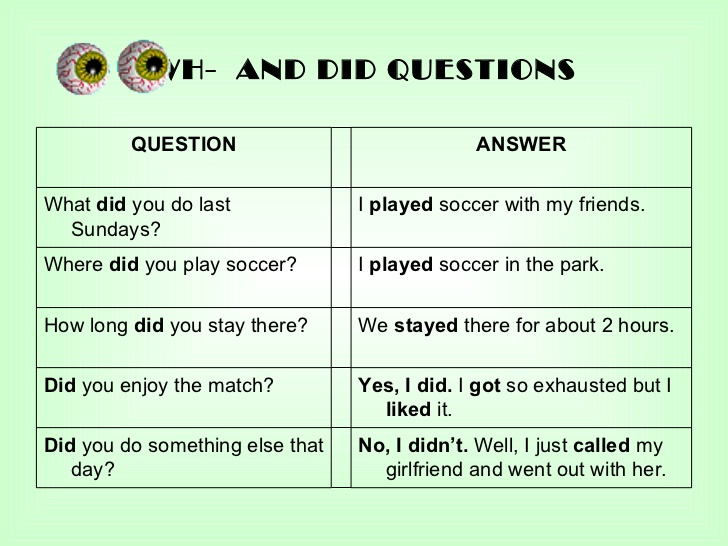 WH- AND DID QUESTIONS
QUESTION
ANSWER
What did you do last
Sundays?
I played soccer with my friends.
Where did you play soccer?
I played soccer in the park.
How long did you stay there?
We stayed there for about 2 hours.
Did you enjoy the match?
Yes, I did. I got so exhausted but I
liked it.
Did you do something else that
day?
No, I didn’t. Well, I just called my
girlfriend and went out with her.